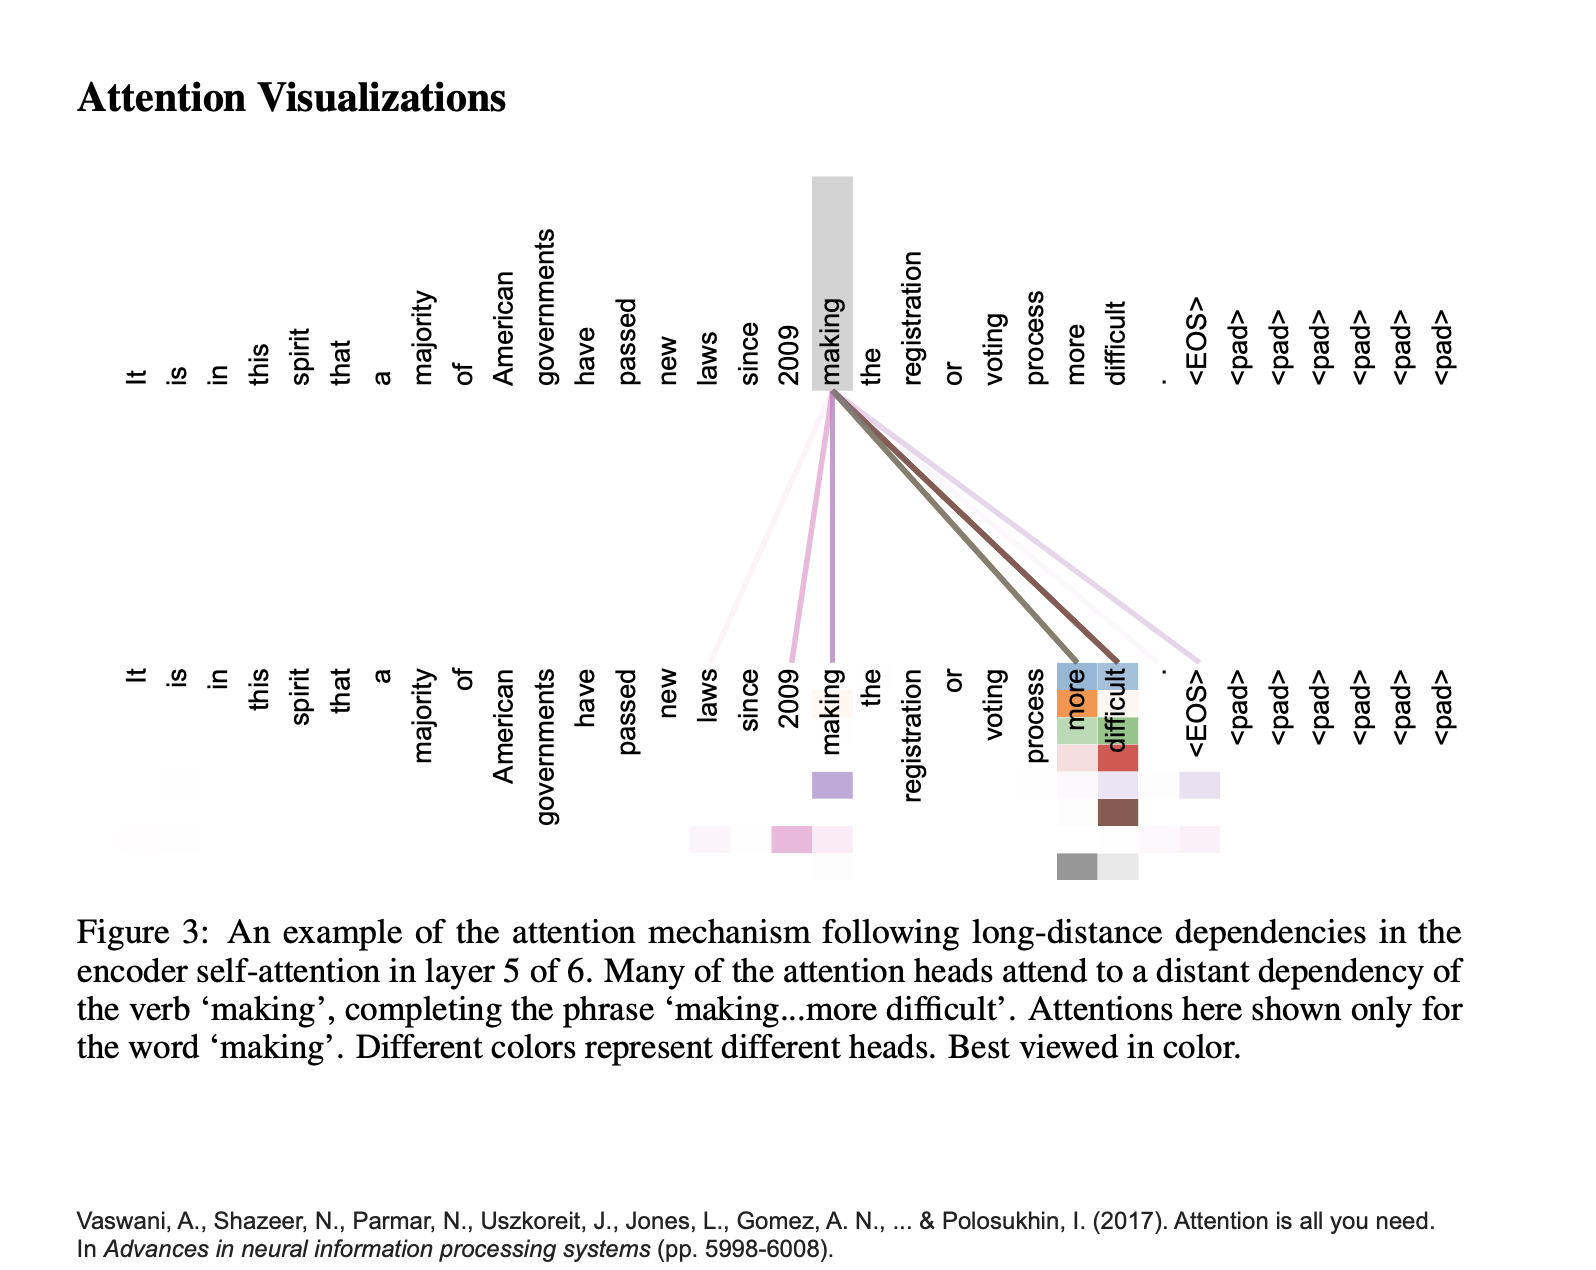 Attention Visualizations
It is in this spirit that a majority of American governments have passed new laws since 2009 making the registration or voting process more difficult . <EOS> <pad> <pad> <pad> <pad> <pad> <pad>
It is in this spirit that a majority of American governments have passed new laws since 2009 making the registration or voting process more difficult . <EOS> <pad> <pad> <pad> <pad> <pad> <pad>
Figure 3: An example of the attention mechanism following long-distance dependencies in the
encoder self-attention in layer 5 of 6. Many of the attention heads attend to a distant dependency of
the verb ‘making’, completing the phrase ‘making...more difficult’. Attentions here shown only for
the word ‘making’. Different colors represent different heads. Best viewed in color.
Vaswani, A., Shazeer, N., Parmar, N., Uszkoreit, J., Jones, L., Gomez, A. N., ... & Polosukhin, I. (2017). Attention is all you need.
In Advances in neural information processing systems (pp. 5998-6008).